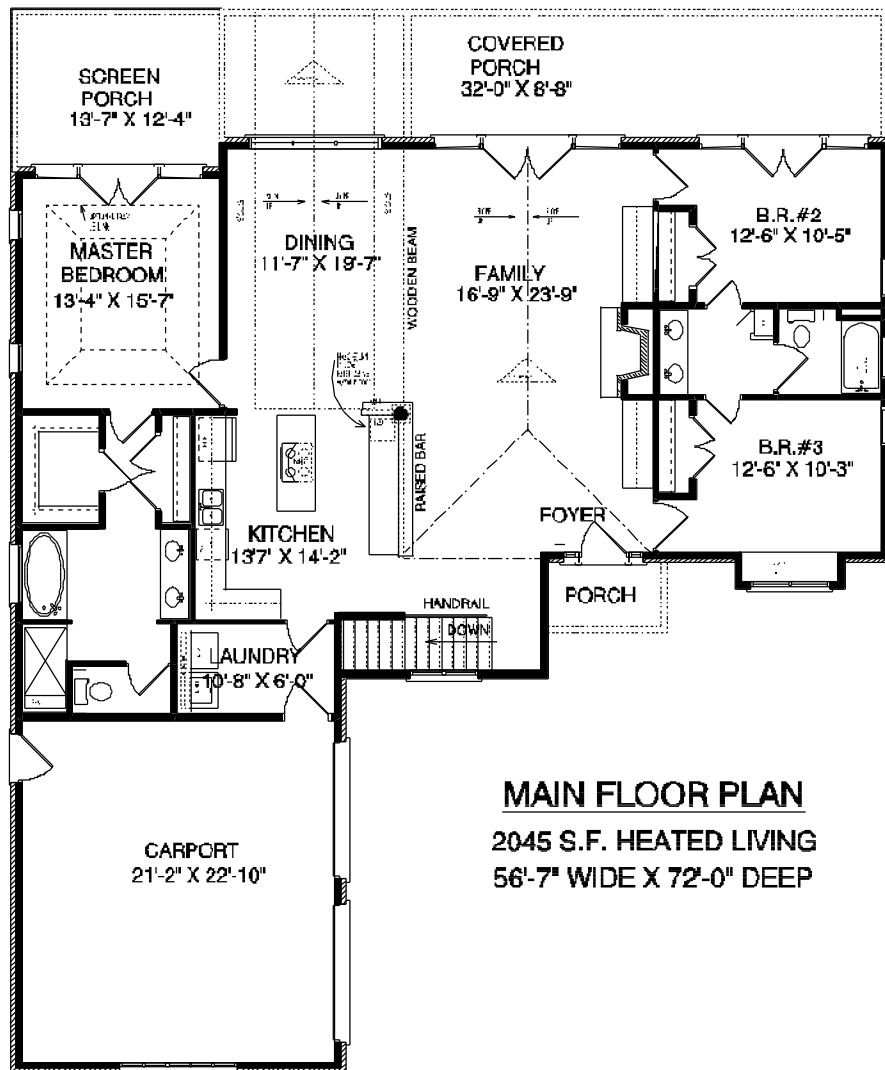 COVERED
PORCH
32'-0" X 8'-8"
SCREEN
PORCH
13'-7" X 12'-4"
MASTER
BEDROOM
13'-4" X 15'-7"
DINING
11'-7" X 19'-7"
WOODEN BEAM
FAMILY
16'-9" X 23'-9"
B.R.#2
12'-6" X 10'-5"
B.R.#3
12'-6" X 10'-3"
RAISED BAR
KITCHEN
13'7" X 14'-2"
FOYER
PORCH
HANDRAIL
DOWN
LAUNDRY
10'-8" X 6'-0"
CARPORT
21'-2" X 22'-10"
MAIN FLOOR PLAN
2045 S.F. HEATED LIVING
56'-7" WIDE X 72'-0" DEEP